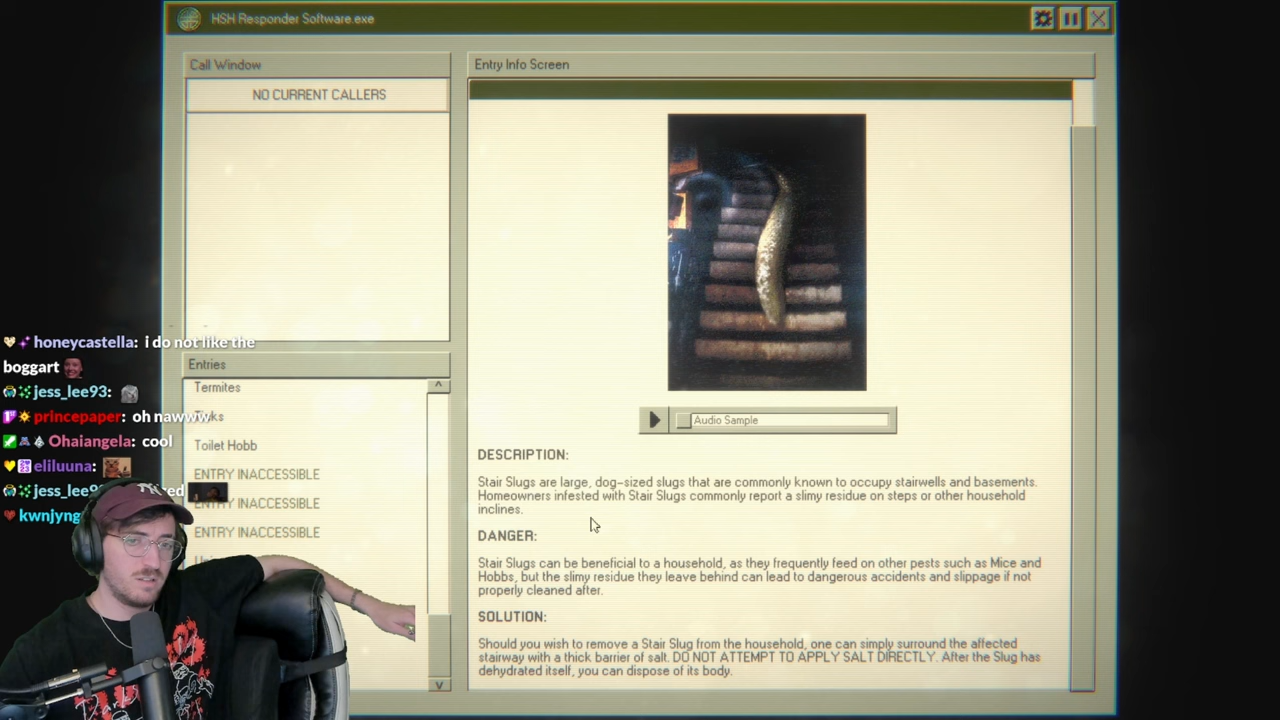 HSH Responder Software.exe
Call Window
NO CURRENT CALLERS
Entry Info Screen
Audio Sample
DESCRIPTION:
Stair Slugs are large, dog-sized slugs that are commonly known to occupy stairwells and basements.
Homeowners infested with Stair Slugs commonly report a slimy residue on steps or other household
inclines.
DANGER:
Stair Slugs can be beneficial to a household, as they frequently feed on other pests such as Mice and
Hobbs, but the slimy residue they leave behind can lead to dangerous accidents and slippage if not
properly cleaned after.
SOLUTION:
Should you wish to remove a Stair Slug from the household, one can simply surround the affected
stairway with a thick barrier of salt. DO NOT ATTEMPT TO APPLY SALT DIRECTLY. After the Slug has
dehydrated itself, you can dispose of its body.
Entries
Termites
Toilet Hobb
ENTRY INACCESSIBLE
ENTRY INACCESSIBLE
ENTRY INACCESSIBLE
honeycastella: i do not like the
boggart
jess_lee93:
princepaper: oh nawww
Ohaiangela: cool
eliluuna:
kwnjyng